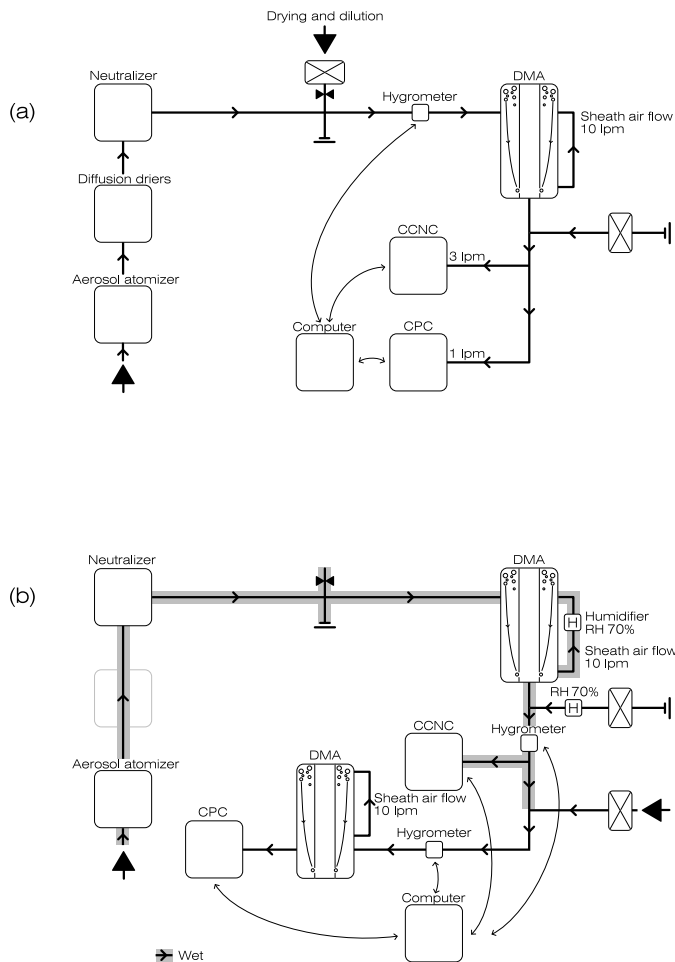 Drying and dilution
Neutralizer
Hygrometer
DMA
(a)
Sheath air flow
10 lpm
Diffusion driers
CCNC
3 lpm
Aerosol atomizer
Computer
CPC
1 lpm
Neutralizer
DMA
(b)
H
Humidifier
RH 70%
Sheath air flow
10 lpm
RH 70%
H
CCNC
Hygrometer
Aerosol atomizer
DMA
Sheath air flow
10 lpm
CPC
Hygrometer
Computer
Wet